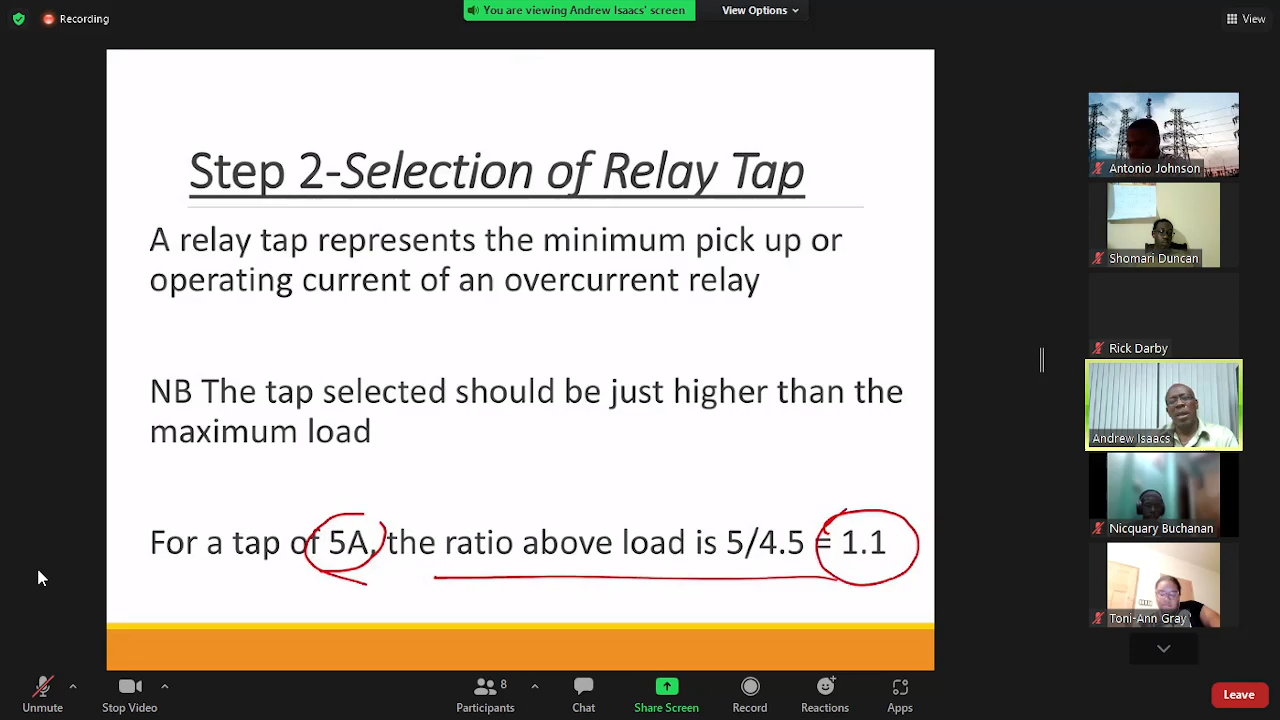 Recording
You are viewing Andrew Isaacs' screen
View Options
View
Step 2-Selection of Relay Tap
A relay tap represents the minimum pick up or
operating current of an overcurrent relay
NB The tap selected should be just higher than the
maximum load
For a tap of 5A, the ratio above load is 5/4.5 = 1.1
Antonio Johnson
Shomari Duncan
Rick Darby
Andrew Isaacs
Nicquary Buchanan
Toni-Ann Gray
Unmute
Stop Video
Participants
8
Chat
Share Screen
Record
Reactions
Apps
Leave